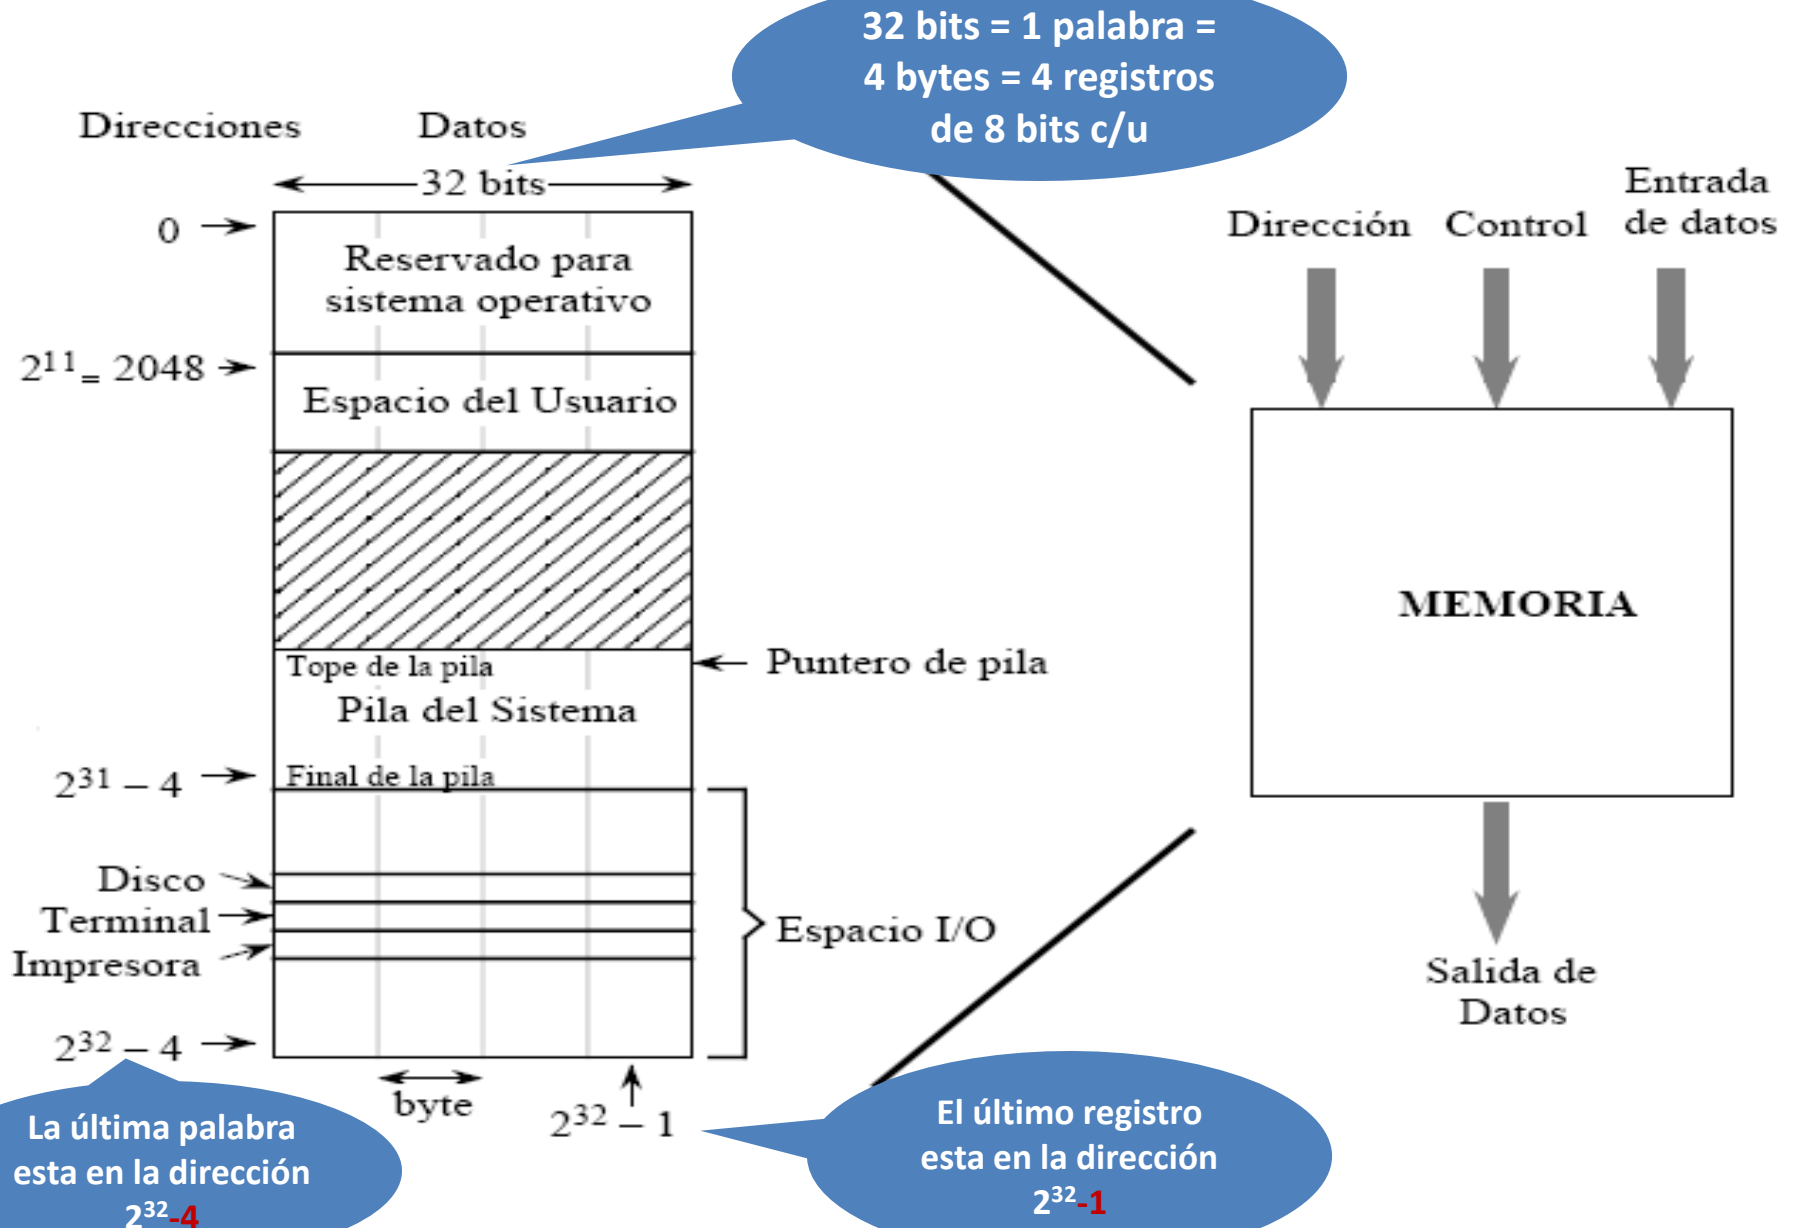 32 bits = 1 palabra =
4 bytes = 4 registros
de 8 bits c/u
Direcciones
Datos
32 bits
0
Reservado para
sistema operativo
2¹¹ = 2048
Espacio del Usuario
Tope de la pila
Puntero de pila
Pila del Sistema
2³¹ – 4
Final de la pila
Disco
Terminal
Impresora
Espacio I/O
2³² – 4
byte
2³² – 1
La última palabra
esta en la dirección
2³²-4
El último registro
esta en la dirección
2³²-1
Dirección
Control
Entrada
de datos
MEMORIA
Salida de
Datos